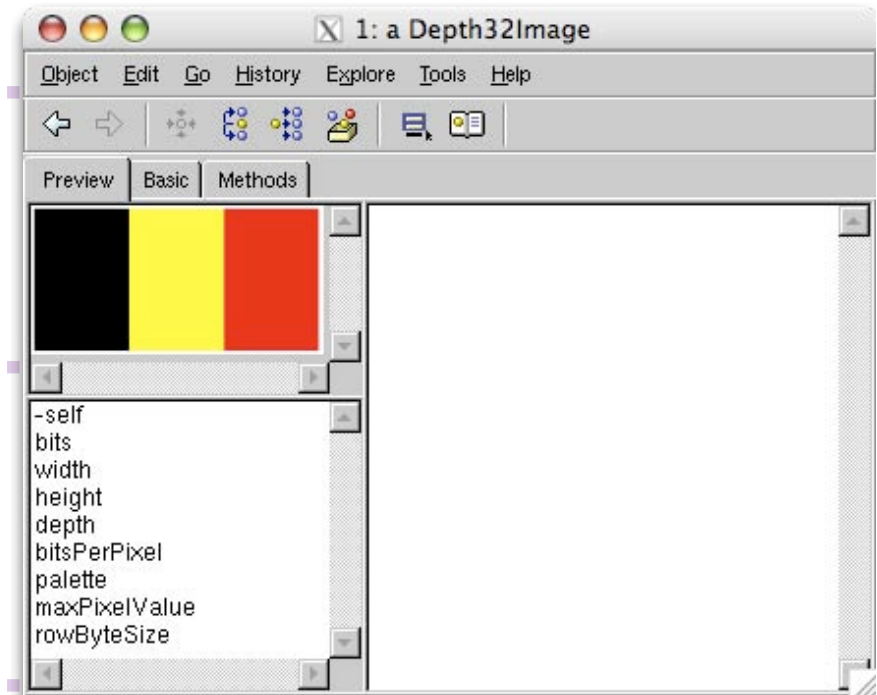 1: a Depth32Image
Object Edit Go History Explore Tools Help
Preview Basic Methods
-self
bits
width
height
depth
bitsPerPixel
palette
maxPixelValue
rowByteSize